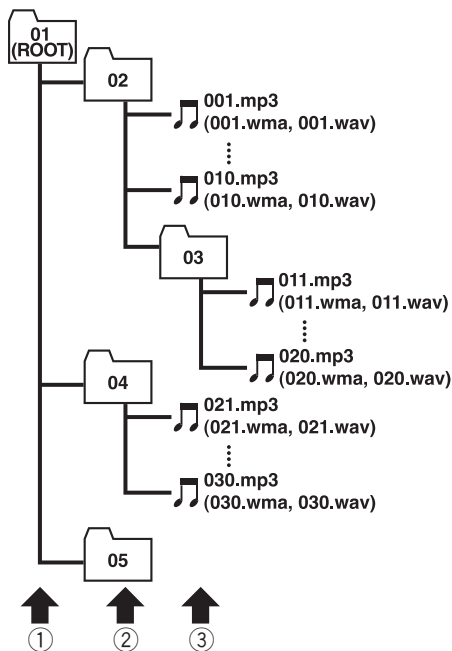 01
(ROOT)
02
001.mp3
(001.wma, 001.wav)
010.mp3
(010.wma, 010.wav)
03
011.mp3
(011.wma, 011.wav)
020.mp3
(020.wma, 020.wav)
04
021.mp3
(021.wma, 021.wav)
030.mp3
(030.wma, 030.wav)
05
① ② ③